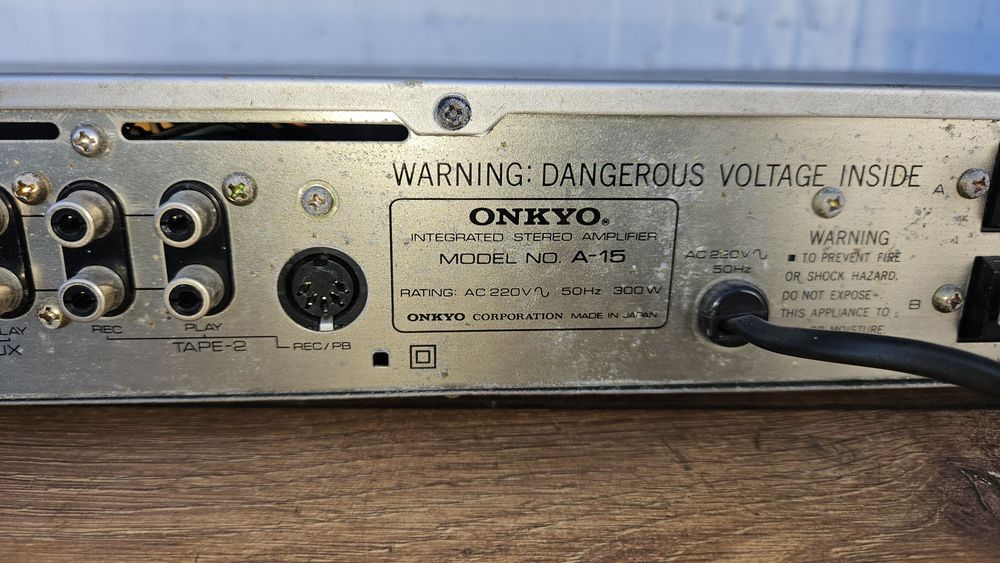 WARNING: DANGEROUS VOLTAGE INSIDE
ONKYO®
INTEGRATED STEREO AMPLIFIER
MODEL NO. A-15
RATING: AC 220V∿ 50Hz 300W
ONKYO CORPORATION MADE IN JAPAN
AC 220V∿
50Hz
WARNING
■ TO PREVENT FIRE
OR SHOCK HAZARD,
DO NOT EXPOSE
THIS APPLIANCE TO
OR MOISTURE
A
B
REC
PLAY
TAPE-2
REC/PB